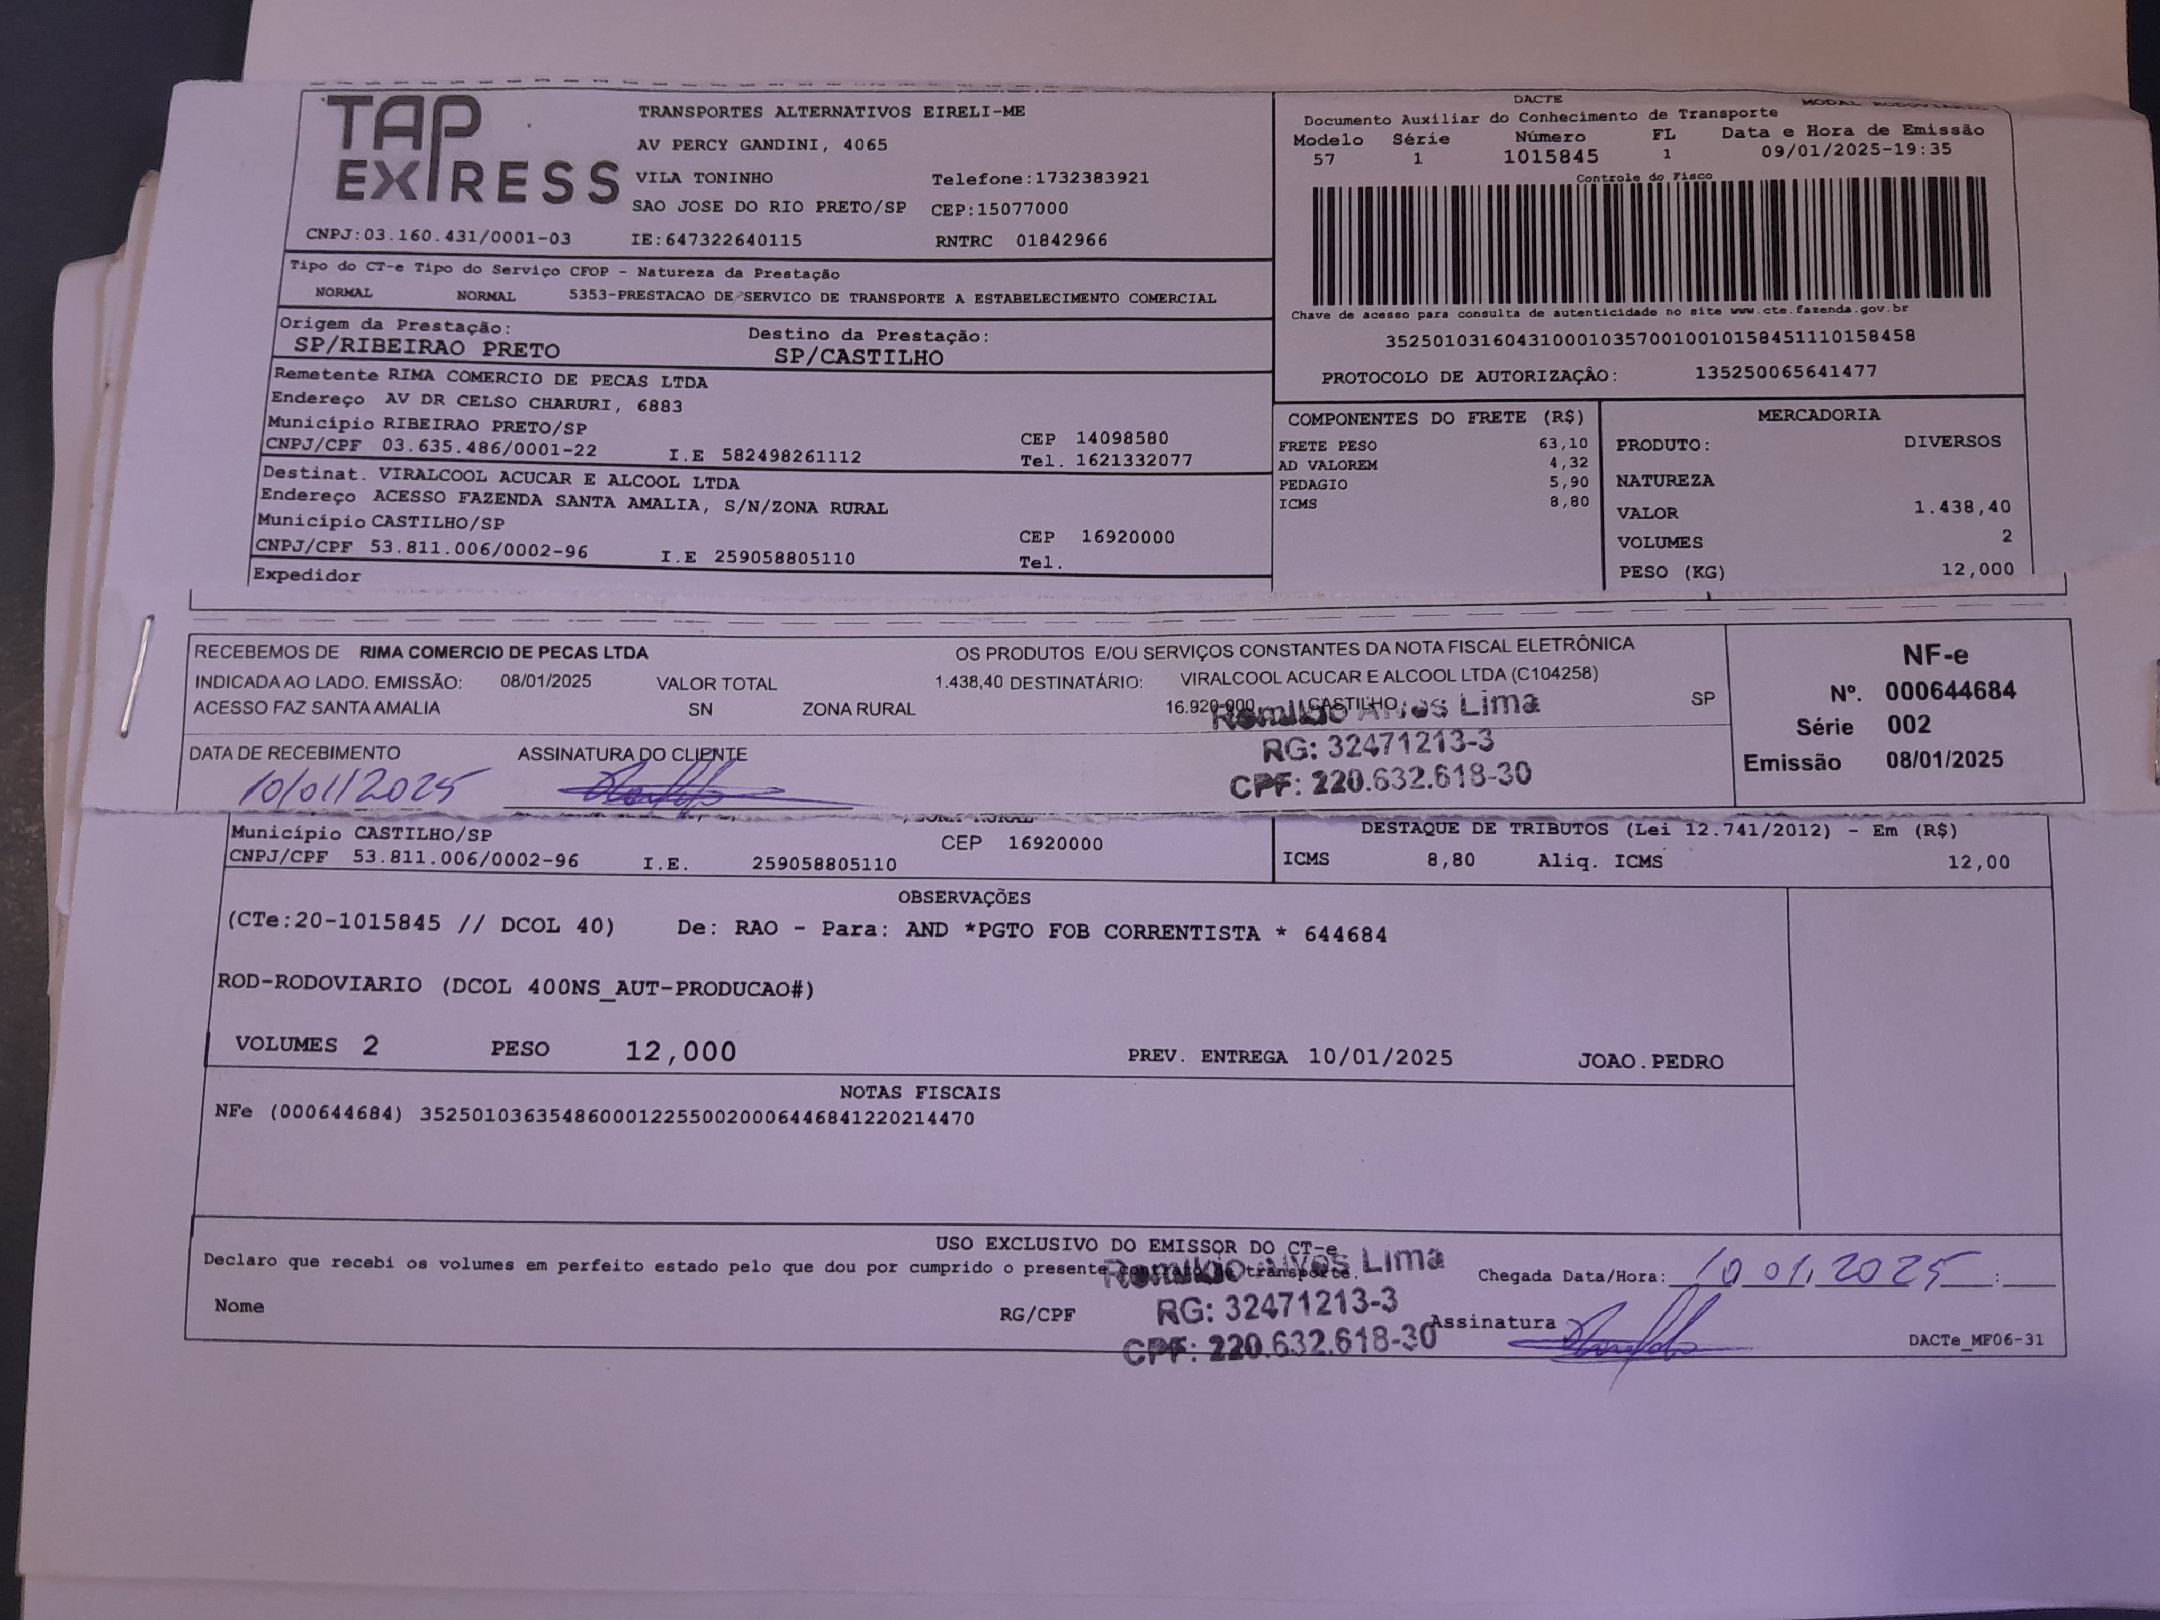 TAP EXPRESS
TRANSPORTES ALTERNATIVOS EIRELI-ME
AV PERCY GANDINI, 4065
VILA TONINHO Telefone:1732383921
SAO JOSE DO RIO PRETO/SP CEP:15077000
CNPJ:03.160.431/0001-03 IE:647322640115 RNTRC 01842966
DACTE MODAL RODOVIARIO
Documento Auxiliar do Conhecimento de Transporte
Modelo Série Número FL Data e Hora de Emissão
57 1 1015845 1 09/01/2025-19:35
Controle do Fisco
Chave de acesso para consulta de autenticidade no site www.cte.fazenda.gov.br
35250103160431000103570010010158451110158458
PROTOCOLO DE AUTORIZAÇÂO: 135250065641477
Tipo do CT-e Tipo do Serviço CFOP - Natureza da Prestação
NORMAL NORMAL 5353-PRESTACAO DE SERVICO DE TRANSPORTE A ESTABELECIMENTO COMERCIAL
Origem da Prestação: Destino da Prestação:
SP/RIBEIRAO PRETO SP/CASTILHO
Remetente RIMA COMERCIO DE PECAS LTDA
Endereço AV DR CELSO CHARURI, 6883
Município RIBEIRAO PRETO/SP CEP 14098580
CNPJ/CPF 03.635.486/0001-22 I.E 582498261112 Tel. 1621332077
Destinat. VIRALCOOL ACUCAR E ALCOOL LTDA
Endereço ACESSO FAZENDA SANTA AMALIA, S/N/ZONA RURAL
Município CASTILHO/SP CEP 16920000
CNPJ/CPF 53.811.006/0002-96 I.E 259058805110 Tel.
Expedidor
COMPONENTES DO FRETE (R$)
FRETE PESO 63,10
AD VALOREM 4,32
PEDAGIO 5,90
ICMS 8,80
MERCADORIA
PRODUTO: DIVERSOS
NATUREZA
VALOR 1.438,40
VOLUMES 2
PESO (KG) 12,000
RECEBEMOS DE RIMA COMERCIO DE PECAS LTDA OS PRODUTOS E/OU SERVIÇOS CONSTANTES DA NOTA FISCAL ELETRÔNICA
INDICADA AO LADO. EMISSÃO: 08/01/2025 VALOR TOTAL 1.438,40 DESTINATÁRIO: VIRALCOOL ACUCAR E ALCOOL LTDA (C104258)
ACESSO FAZ SANTA AMALIA SN ZONA RURAL 16.920-000 CASTILHO SP
Lima
RG: 32471213-3
CPF: 220.632.618-30
DATA DE RECEBIMENTO ASSINATURA DO CLIENTE
10/01/2025
NF-e
Nº. 000644684
Série 002
Emissão 08/01/2025
Município CASTILHO/SP CEP 16920000
CNPJ/CPF 53.811.006/0002-96 I.E. 259058805110
DESTAQUE DE TRIBUTOS (Lei 12.741/2012) - Em (R$)
ICMS 8,80 Aliq. ICMS 12,00
OBSERVAÇÕES
(CTe:20-1015845 // DCOL 40) De: RAO - Para: AND *PGTO FOB CORRENTISTA * 644684
ROD-RODOVIARIO (DCOL 400NS_AUT-PRODUCAO#)
VOLUMES 2 PESO 12,000 PREV. ENTREGA 10/01/2025 JOAO.PEDRO
NOTAS FISCAIS
NFe (000644684) 35250103635486000122550020006446841220214470
USO EXCLUSIVO DO EMISSOR DO CT-e
Declaro que recebi os volumes em perfeito estado pelo que dou por cumprido o presente contrato de transporte.
Lima
Chegada Data/Hora: 10 01 2025 :
Nome RG/CPF RG: 32471213-3
Assinatura
CPF: 220.632.618-30
DACTe_MF06-31